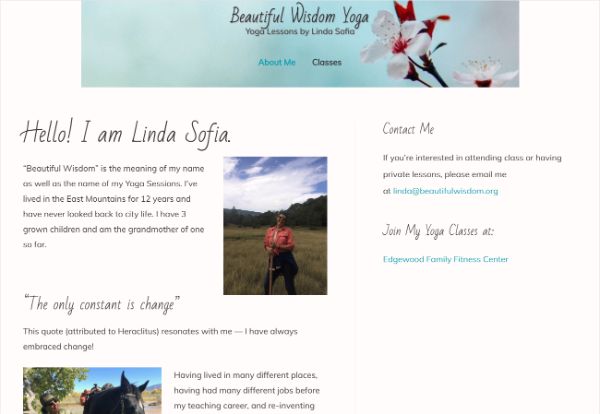 Beautiful Wisdom Yoga
Yoga Lessons by Linda Sofia
About Me Classes
Hello! I am Linda Sofia.
“Beautiful Wisdom” is the meaning of my name
as well as the name of my Yoga Sessions. I’ve
lived in the East Mountains for 12 years and
have never looked back to city life. I have 3
grown children and am the grandmother of one
so far.
“The only constant is change”
This quote (attributed to Heraclitus) resonates with me — I have always
embraced change!
Having lived in many different places,
having had many different jobs before
my teaching career, and re-inventing
Contact Me
If you’re interested in attending class or having
private lessons, please email me
at linda@beautifulwisdom.org
Join My Yoga Classes at:
Edgewood Family Fitness Center